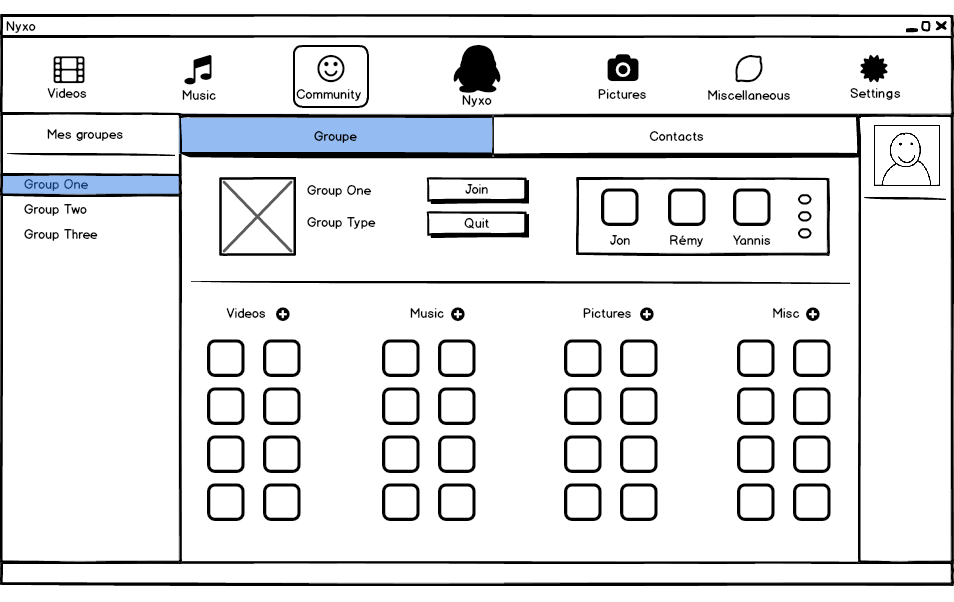 Nyxo
Videos
Music
Community
Nyxo
Pictures
Miscellaneous
Settings
Mes groupes
Groupe
Contacts
Group One
Group Two
Group Three
Group One
Join
Group Type
Quit
Jon
Rémy
Yannis
Videos
Music
Pictures
Misc